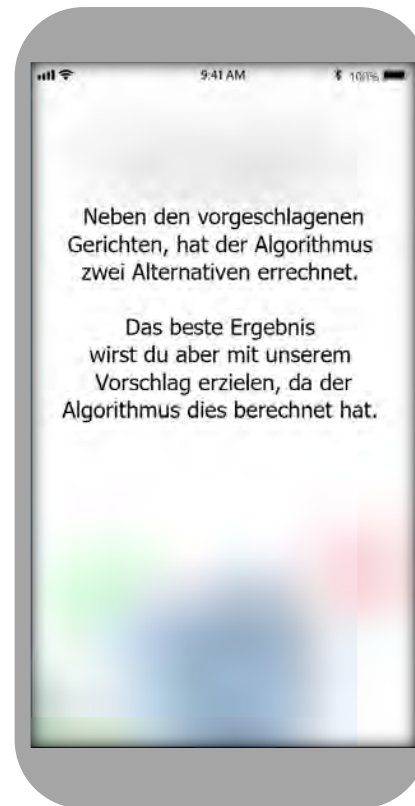 9:41 AM
100%
Neben den vorgeschlagenen
Gerichten, hat der Algorithmus
zwei Alternativen errechnet.
Das beste Ergebnis
wirst du aber mit unserem
Vorschlag erzielen, da der
Algorithmus dies berechnet hat.